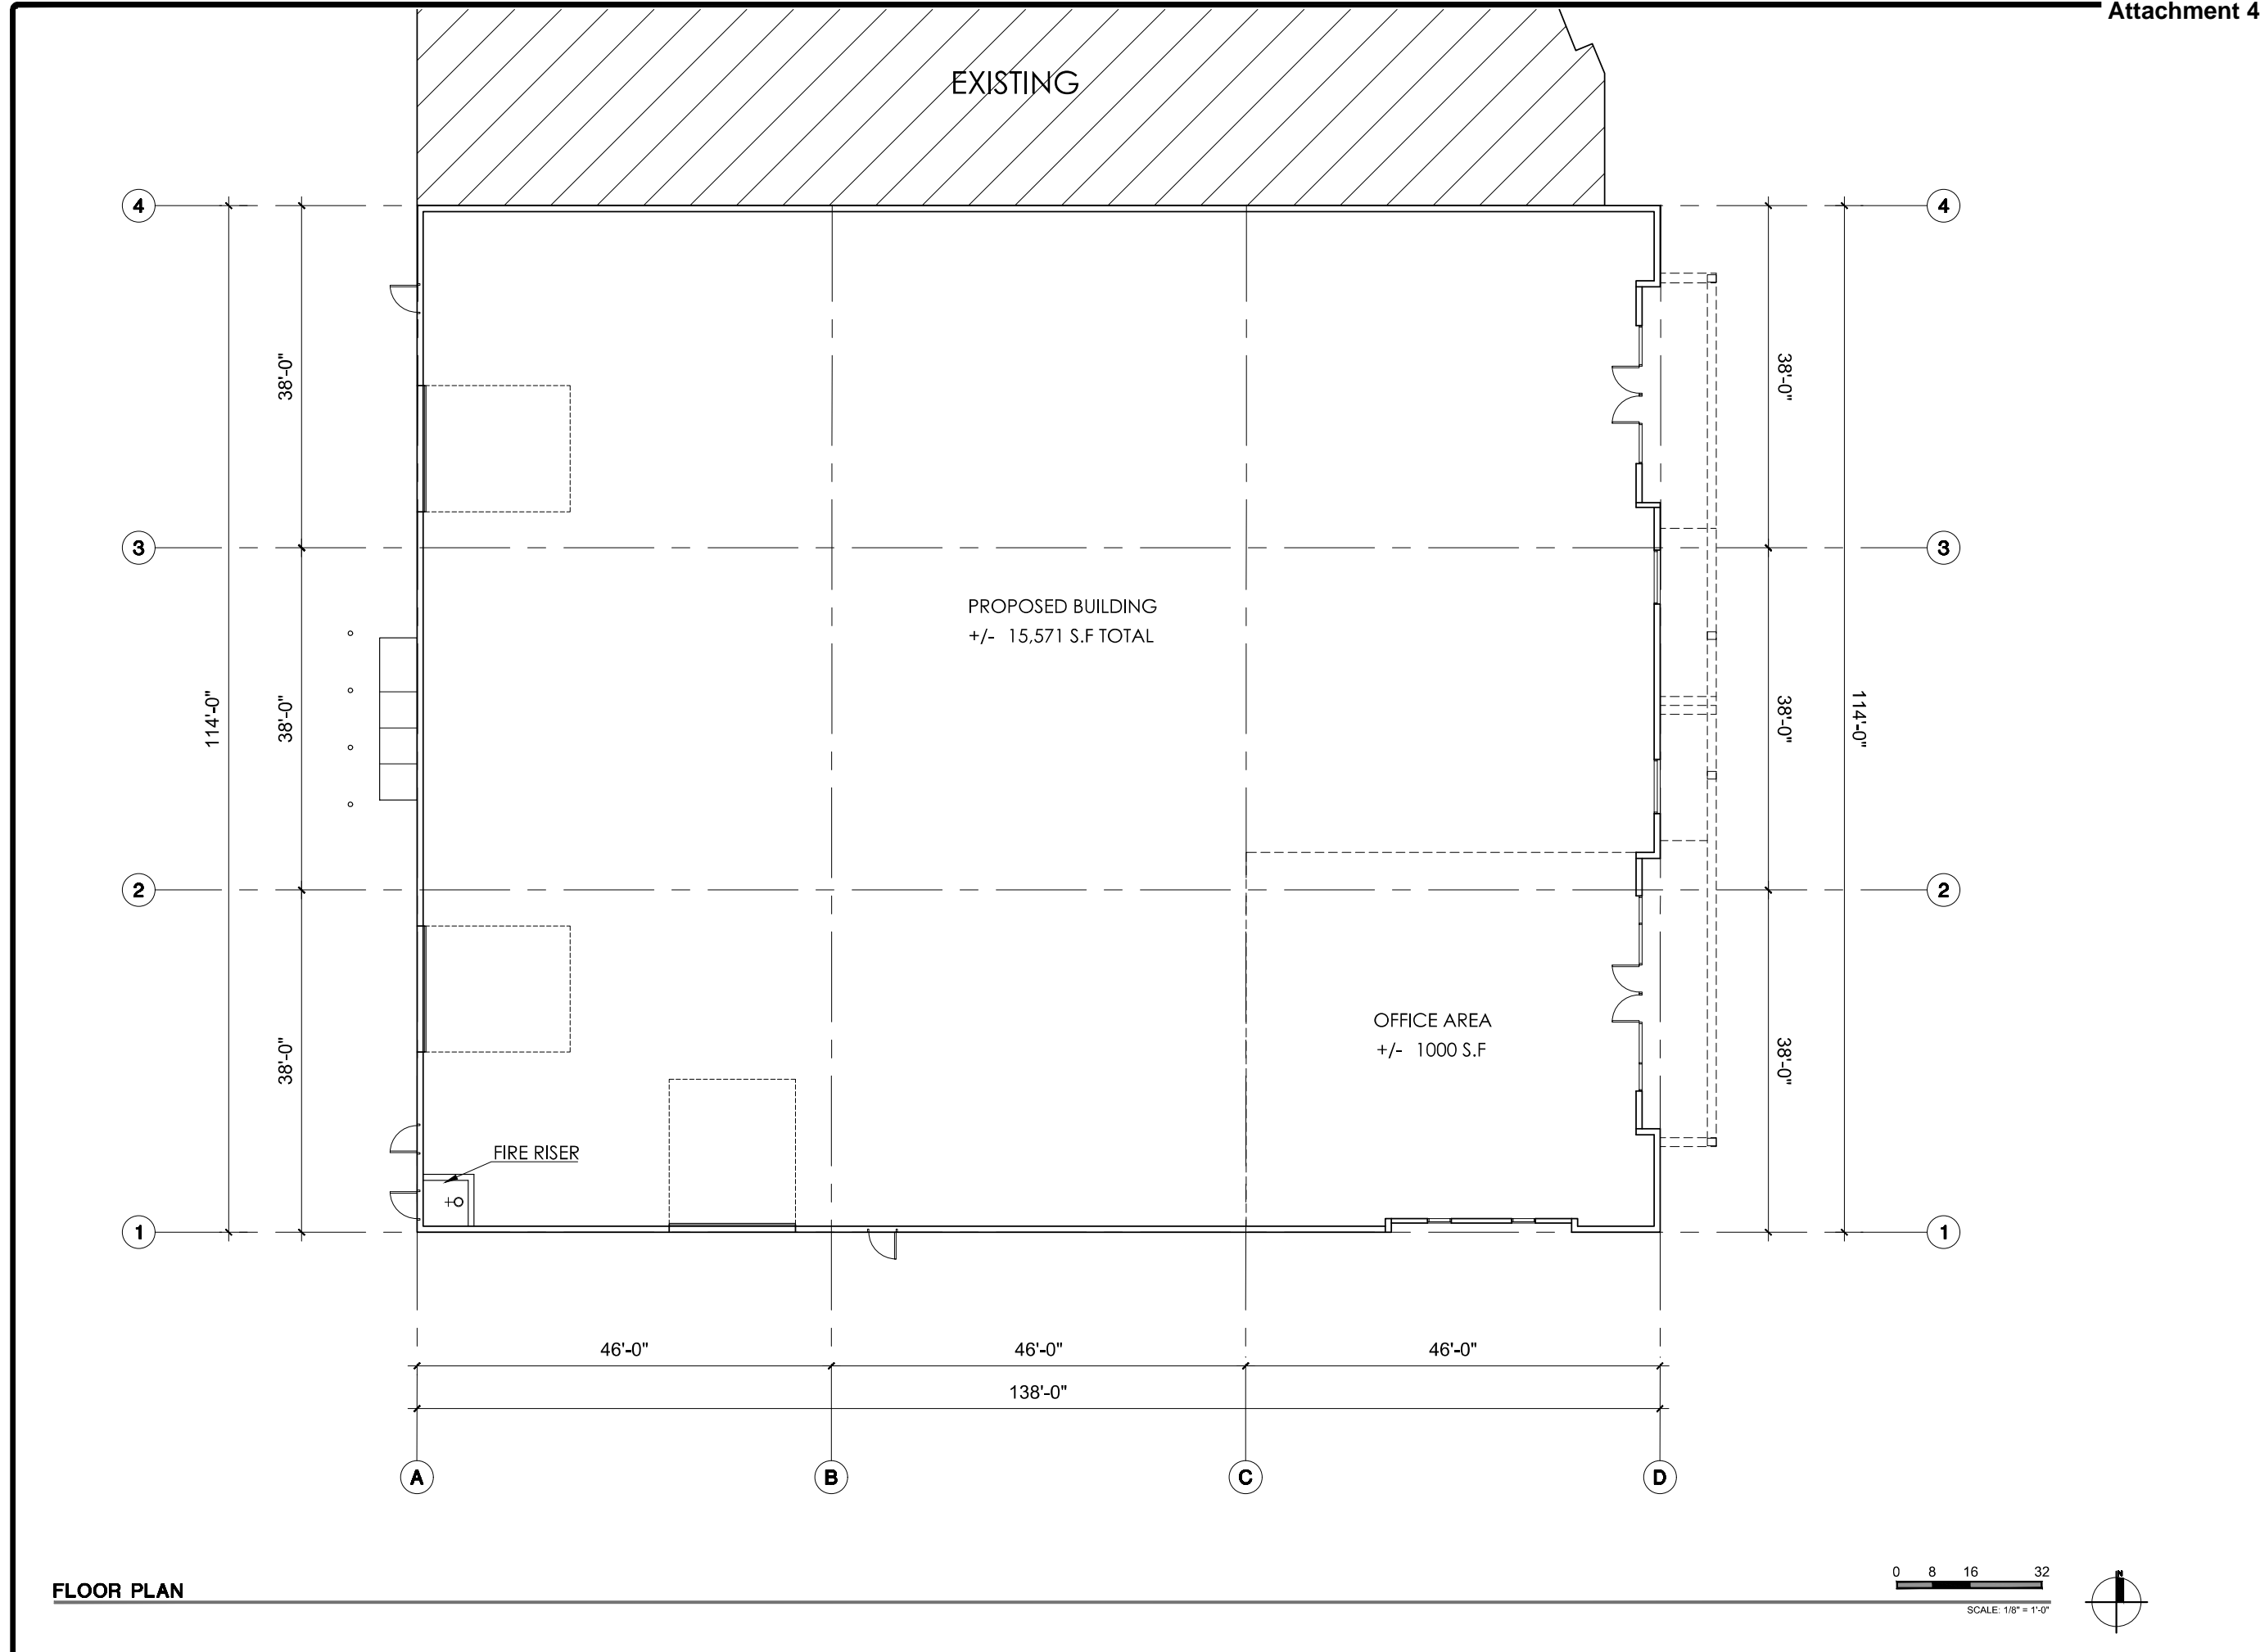 Attachment 4
EXISTING
4
4
38'-0"
38'-0"
3
3
PROPOSED BUILDING
+/- 15,571 S.F TOTAL
114'-0"
38'-0"
38'-0"
114'-0"
2
2
OFFICE AREA
+/- 1000 S.F
38'-0"
38'-0"
FIRE RISER
1
1
46'-0"
46'-0"
46'-0"
138'-0"
A
B
C
D
0 8 16 32
SCALE: 1/8" = 1'-0"
N
FLOOR PLAN